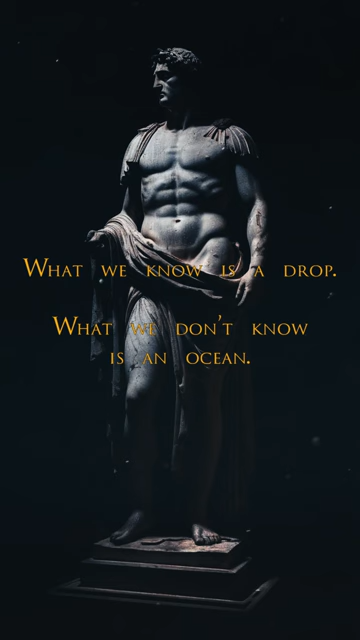 What we know is a drop.
What we don't know
is an ocean.